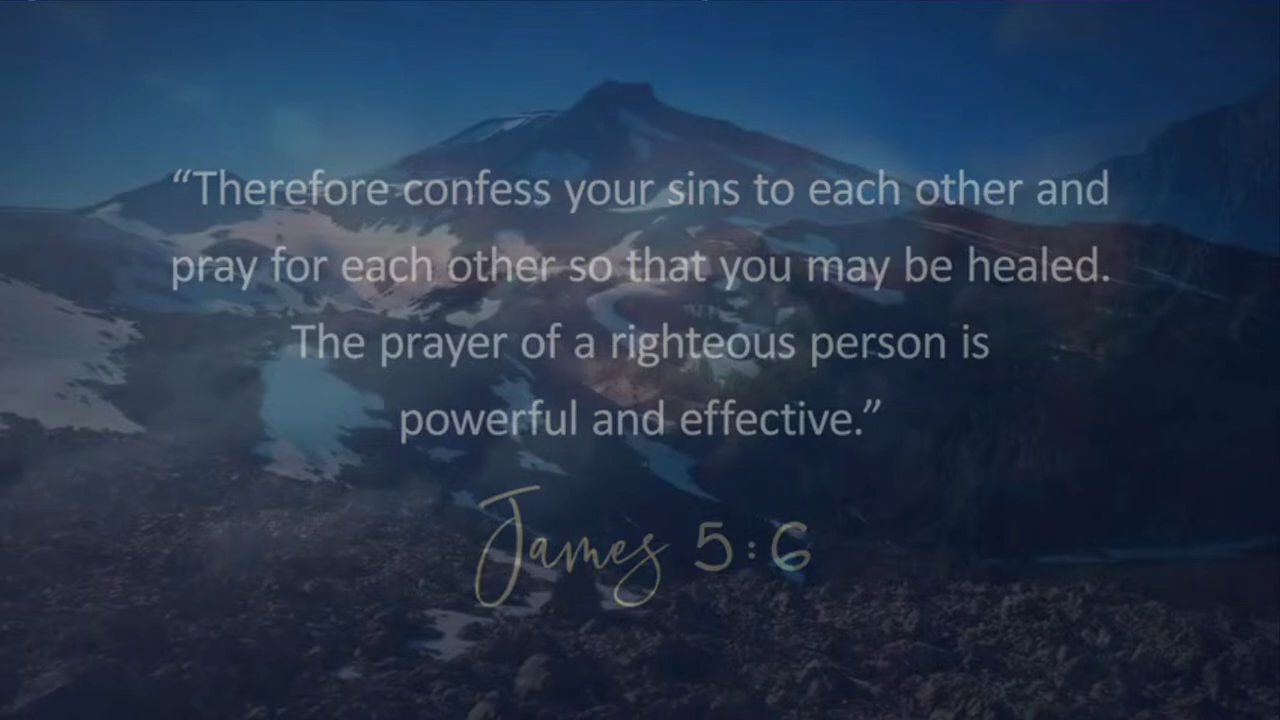 “Therefore confess your sins to each other and
pray for each other so that you may be healed.
The prayer of a righteous person is
powerful and effective.”
James 5:6